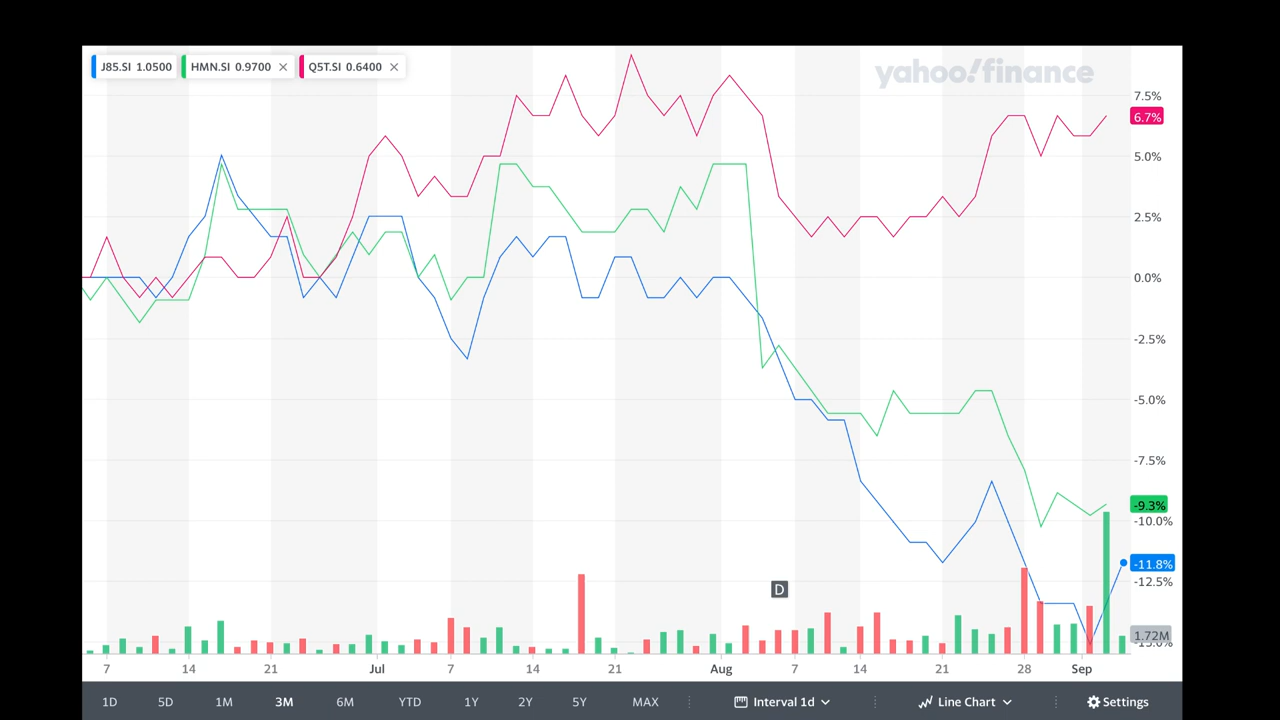 J85.SI 1.0500 HMN.SI 0.9700 Q5T.SI 0.6400
yahoo!finance
7.5%
6.7%
5.0%
2.5%
0.0%
-2.5%
-5.0%
-7.5%
-9.3%
-10.0%
-11.8%
-12.5%
D
1.72M
-15.0%
7 14 21 Jul 7 14 21 Aug 7 14 21 28 Sep
1D 5D 1M 3M 6M YTD 1Y 2Y 5Y MAX Interval 1d Line Chart Settings